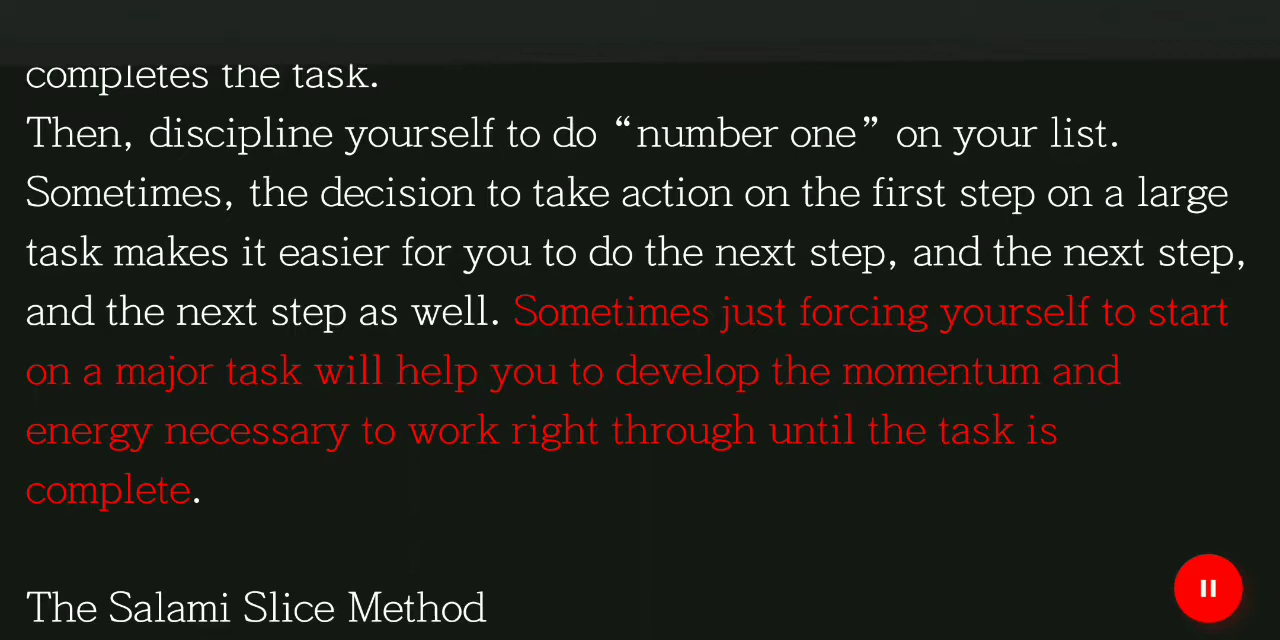 completes the task.
Then, discipline yourself to do “number one” on your list.
Sometimes, the decision to take action on the first step on a large
task makes it easier for you to do the next step, and the next step,
and the next step as well. Sometimes just forcing yourself to start
on a major task will help you to develop the momentum and
energy necessary to work right through until the task is
complete.
The Salami Slice Method